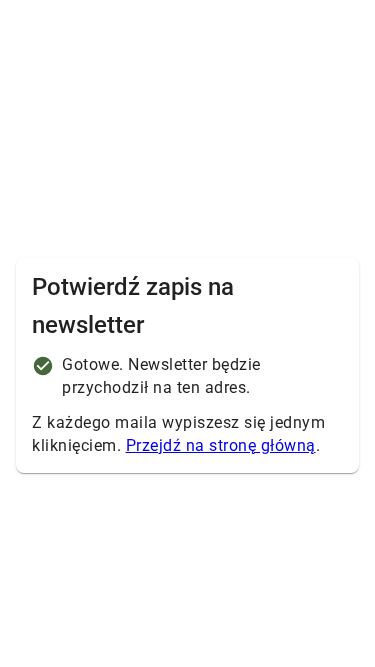 Potwierdź zapis na
newsletter
Gotowe. Newsletter będzie
przychodził na ten adres.
Z każdego maila wypiszesz się jednym
kliknięciem. Przejdź na stronę główną.